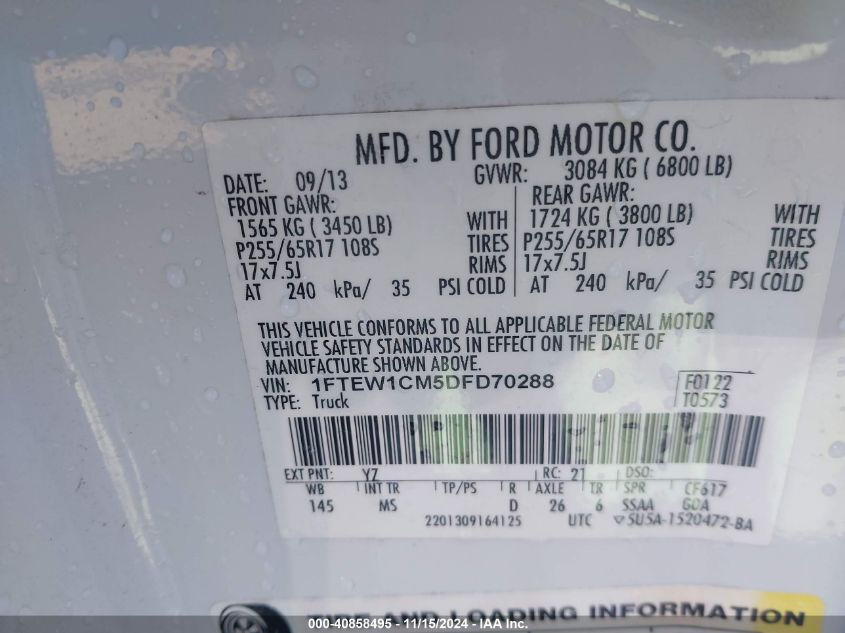 MFD. BY FORD MOTOR CO.
DATE: 09/13 GVWR: 3084 KG ( 6800 LB)
FRONT GAWR: REAR GAWR:
1565 KG ( 3450 LB) WITH 1724 KG ( 3800 LB) WITH
P255/65R17 108S TIRES P255/65R17 108S TIRES
17x7.5J RIMS 17x7.5J RIMS
AT 240 kPa/ 35 PSI COLD AT 240 kPa/ 35 PSI COLD
THIS VEHICLE CONFORMS TO ALL APPLICABLE FEDERAL MOTOR
VEHICLE SAFETY STANDARDS IN EFFECT ON THE DATE OF
MANUFACTURE SHOWN ABOVE.
VIN: 1FTEW1CM5DFD70288 F0122
TYPE: Truck T0573
EXT PNT: YZ RC: 21 DSO:
WB INT TR TP/PS R AXLE TR SPR CF617
145 MS D 26 6 SSAA GOA
2201309164125 UTC 5U5A-1520472-BA
TIRE AND LOADING INFORMATION
000-40858495 - 11/15/2024 - IAAI.com